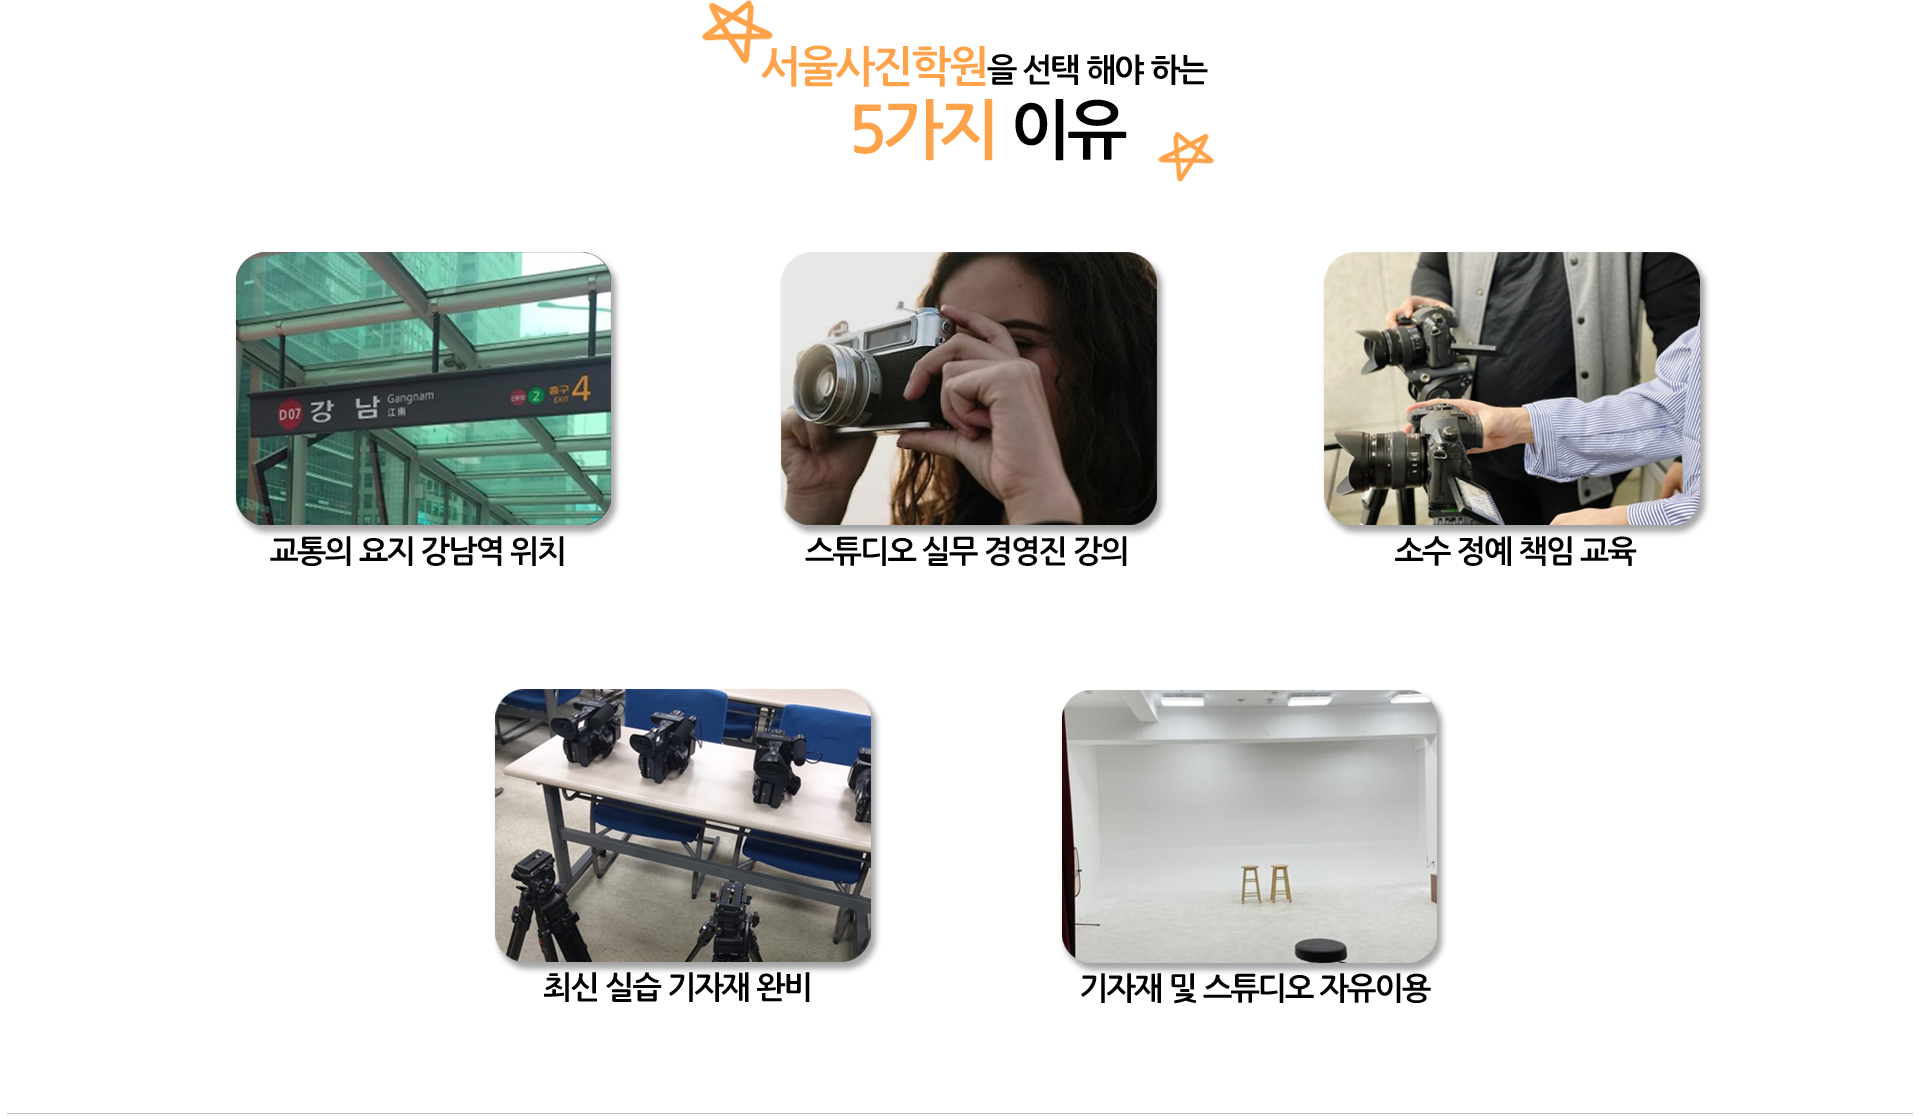 서울사진학원을 선택 해야 하는
5가지 이유
D07 강 남 Gangnam 江南 신분당 2 출구 EXIT 4
교통의 요지 강남역 위치
스튜디오 실무 경영진 강의
소수 정예 책임 교육
최신 실습 기자재 완비
기자재 및 스튜디오 자유이용